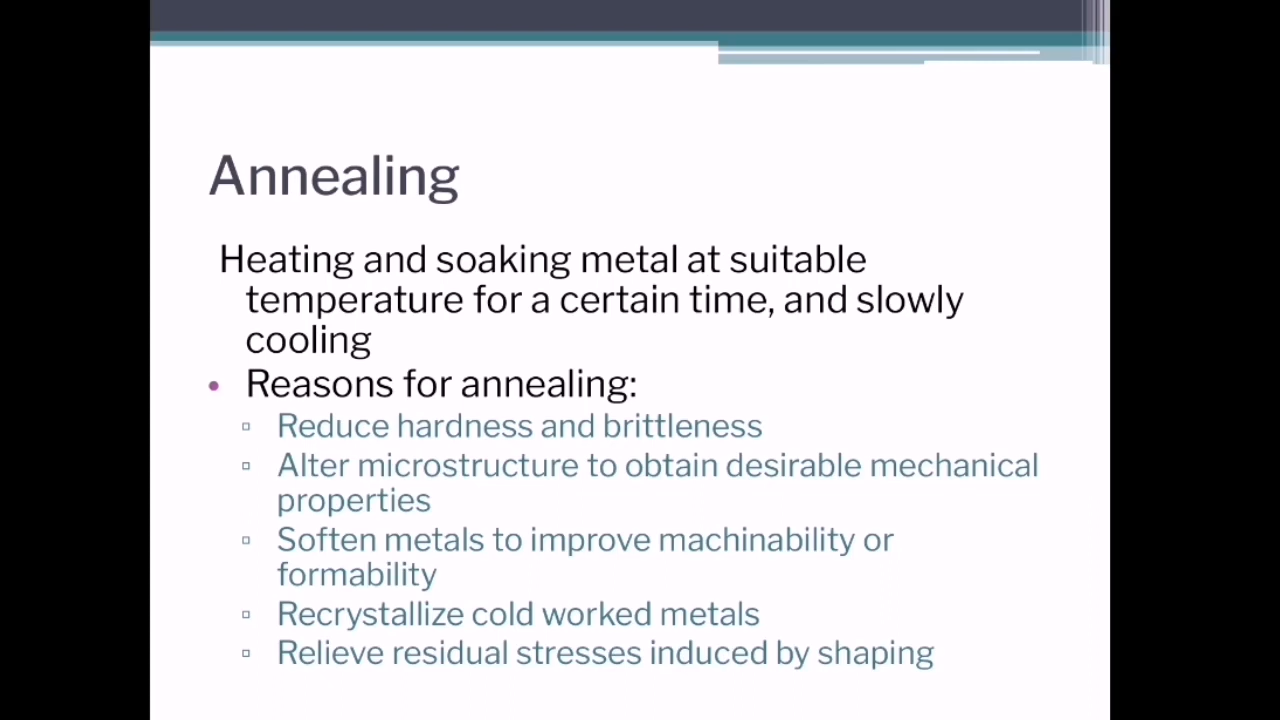 Annealing
Heating and soaking metal at suitable
temperature for a certain time, and slowly
cooling
• Reasons for annealing:
▫ Reduce hardness and brittleness
▫ Alter microstructure to obtain desirable mechanical
properties
▫ Soften metals to improve machinability or
formability
▫ Recrystallize cold worked metals
▫ Relieve residual stresses induced by shaping